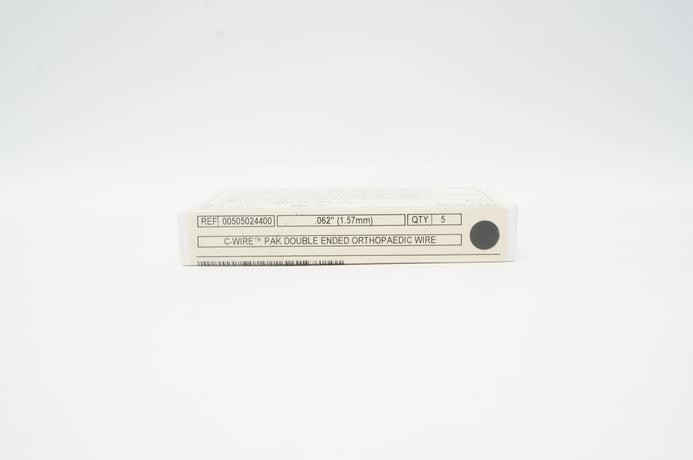 REF 00505024400 .062" (1.57mm) QTY 5
C-WIRE™ PAK DOUBLE ENDED ORTHOPAEDIC WIRE